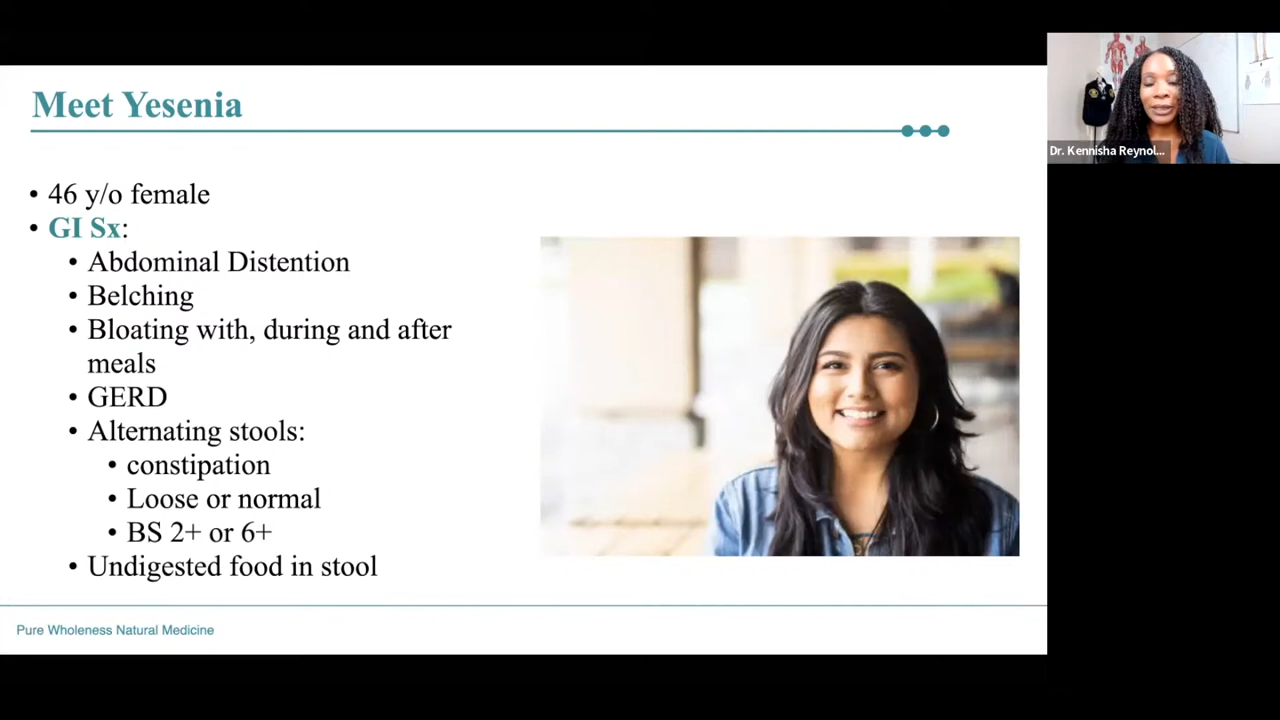 Meet Yesenia
• 46 y/o female
• GI Sx:
• Abdominal Distention
• Belching
• Bloating with, during and after
meals
• GERD
• Alternating stools:
• constipation
• Loose or normal
• BS 2+ or 6+
• Undigested food in stool
Pure Wholeness Natural Medicine
Dr. Kennisha Reynol...